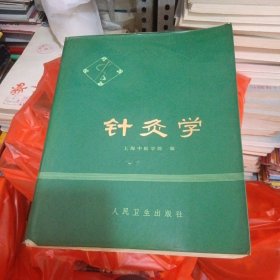 针灸学
上海中医学院 编
人民卫生出版社